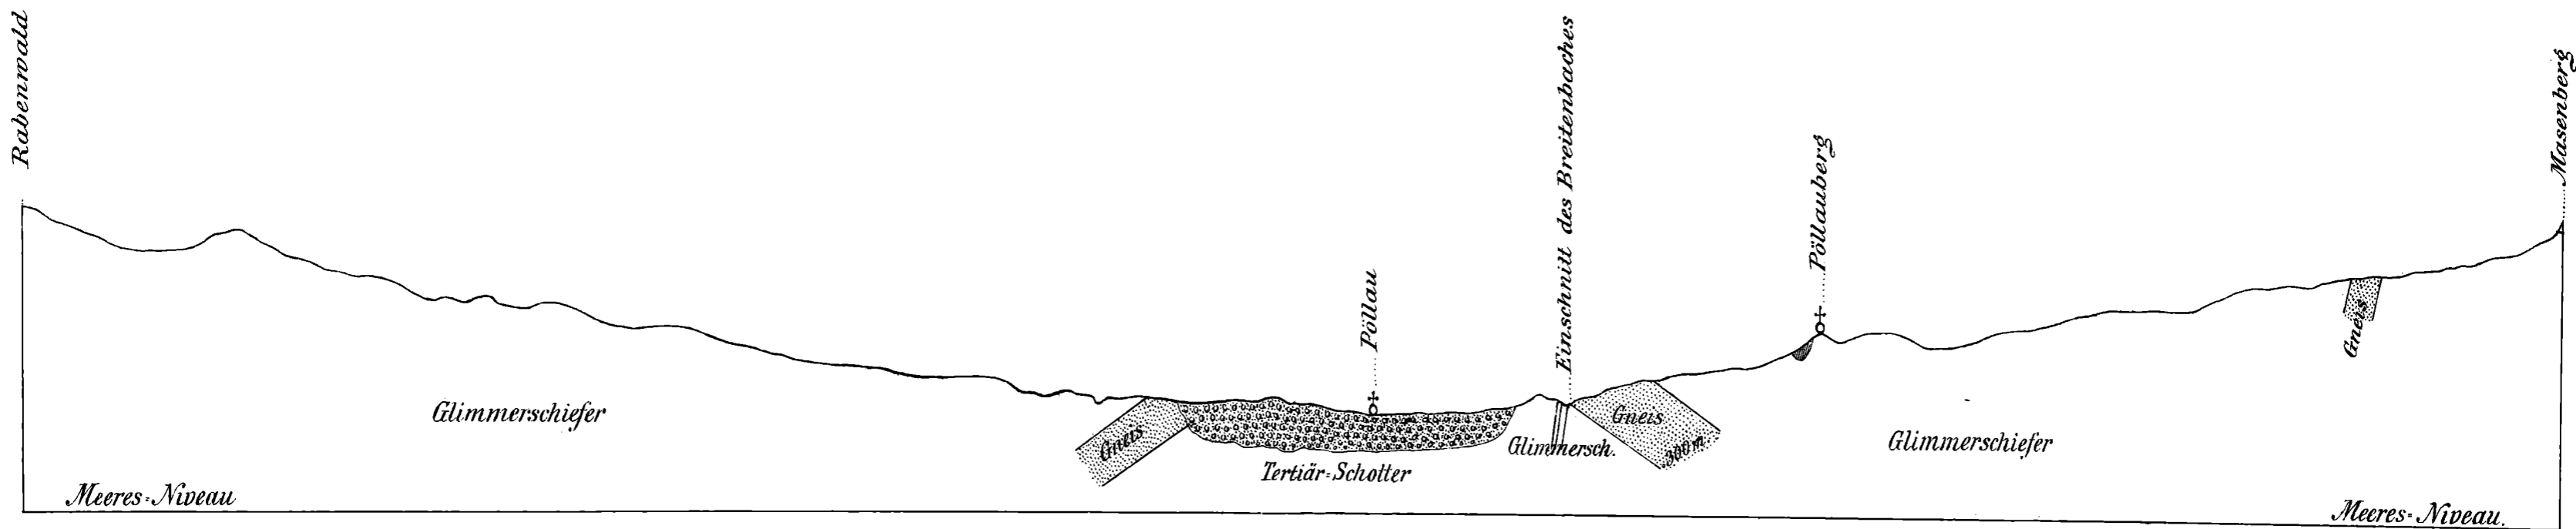 Rabenwald
Pöllau
Einschnitt des Breitenbaches
Pöllauberg
Masenberg
Gneis
Glimmerschiefer
Gneis
Tertiär=Schotter
Glimmersch.
Gneis
300 m.
Glimmerschiefer
Meeres=Niveau
Meeres=Niveau.